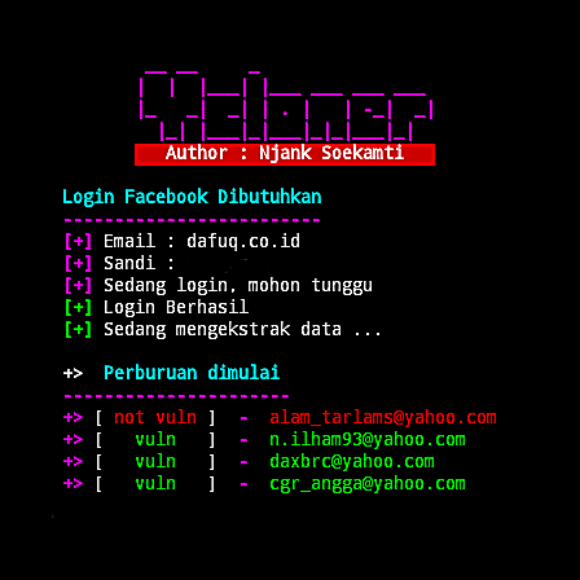 Ycloner
Author : Njank Soekamti
Login Facebook Dibutuhkan
-------------------------
[+] Email : dafuq.co.id
[+] Sandi :
[+] Sedang login, mohon tunggu
[+] Login Berhasil
[+] Sedang mengekstrak data ...
+> Perburuan dimulai
----------------------
+> [ not vuln ] - alam_tarlams@yahoo.com
+> [ vuln ] - n.ilham93@yahoo.com
+> [ vuln ] - daxbrc@yahoo.com
+> [ vuln ] - cgr_angga@yahoo.com